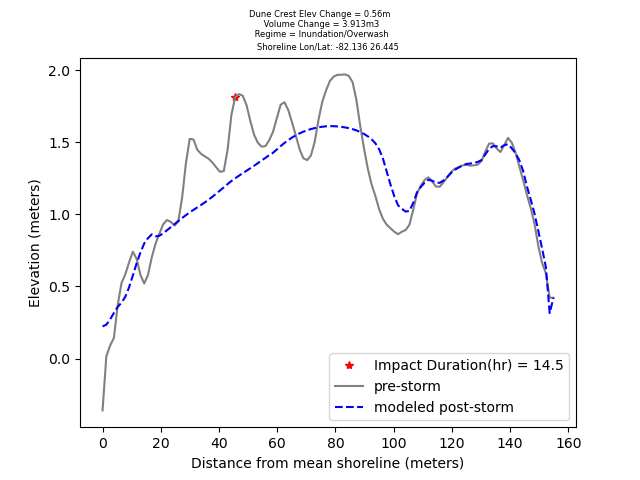 Dune Crest Elev Change = 0.56m
Volume Change = 3.913m3
Regime = Inundation/Overwash
Shoreline Lon/Lat: -82.136 26.445
2.0
1.5
1.0
0.5
0.0
Elevation (meters)
Impact Duration(hr) = 14.5
pre-storm
modeled post-storm
0 20 40 60 80 100 120 140 160
Distance from mean shoreline (meters)